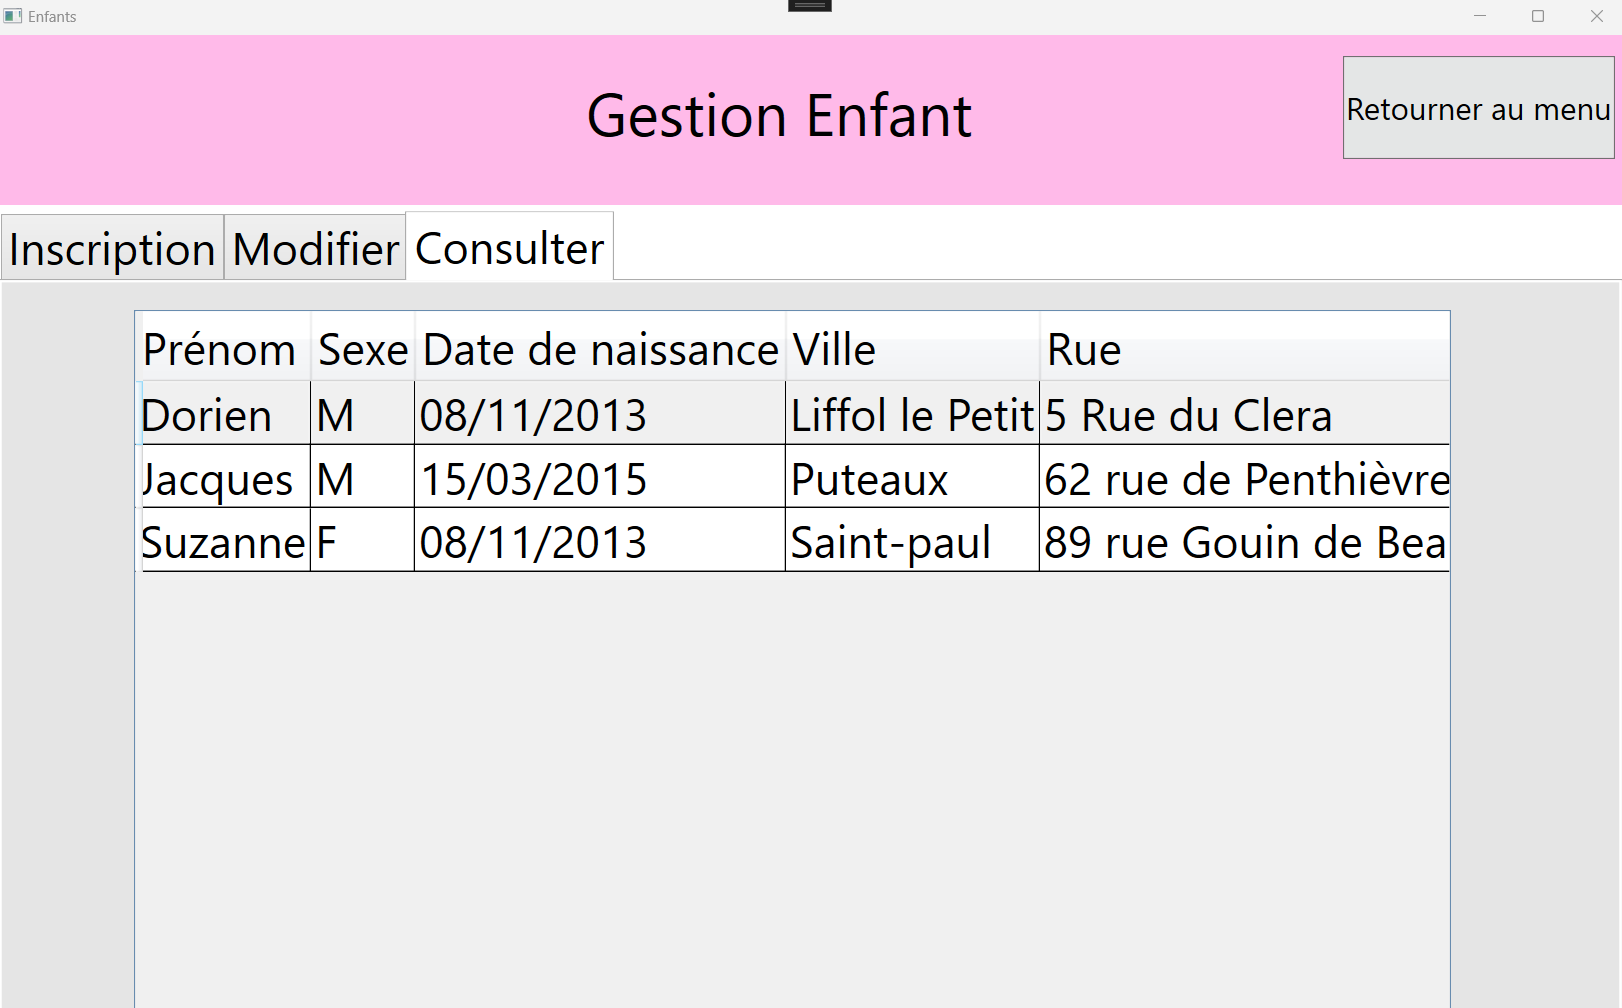 Enfants
Gestion Enfant
Retourner au menu
Inscription Modifier Consulter
Prénom Sexe Date de naissance Ville Rue
Dorien M 08/11/2013 Liffol le Petit 5 Rue du Clera
Jacques M 15/03/2015 Puteaux 62 rue de Penthièvre
Suzanne F 08/11/2013 Saint-paul 89 rue Gouin de Bea